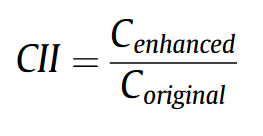 CII = C_enhanced / C_original